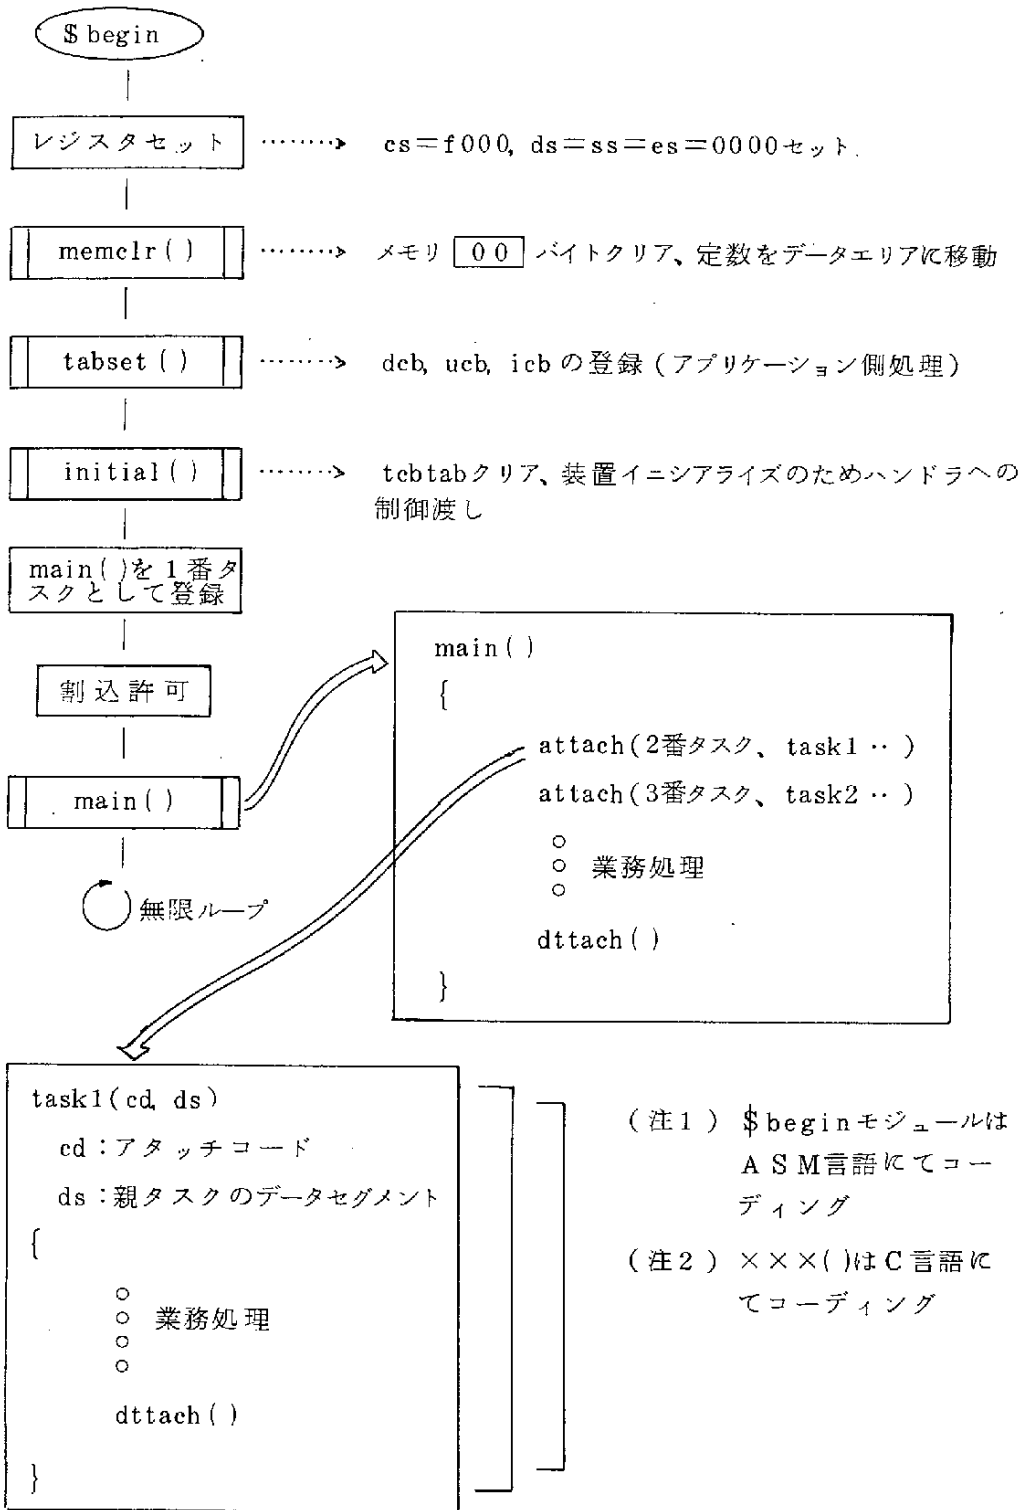 $begin
レジスタセット ········> cs=f000, ds=ss=es=0000セット
memclr() ········> メモリ 00 バイトクリア、定数をデータエリアに移動
tabset() ········> dcb, ucb, icbの登録(アプリケーション側処理)
initial() ········> tcbtabクリア、装置イニシアライズのためハンドラへの
制御渡し
main()を1番タ
スクとして登録
割込許可
main()
無限ループ
main()
{
attach(2番タスク、task1··)
attach(3番タスク、task2··)
○
○ 業務処理
○
dttach()
}
task1(cd, ds)
cd:アタッチコード
ds:親タスクのデータセグメント
{
○
○ 業務処理
○
○
dttach()
}
(注1) $beginモジュールは
ASM言語にてコー
ディング
(注2) ×××()はC言語に
てコーディング